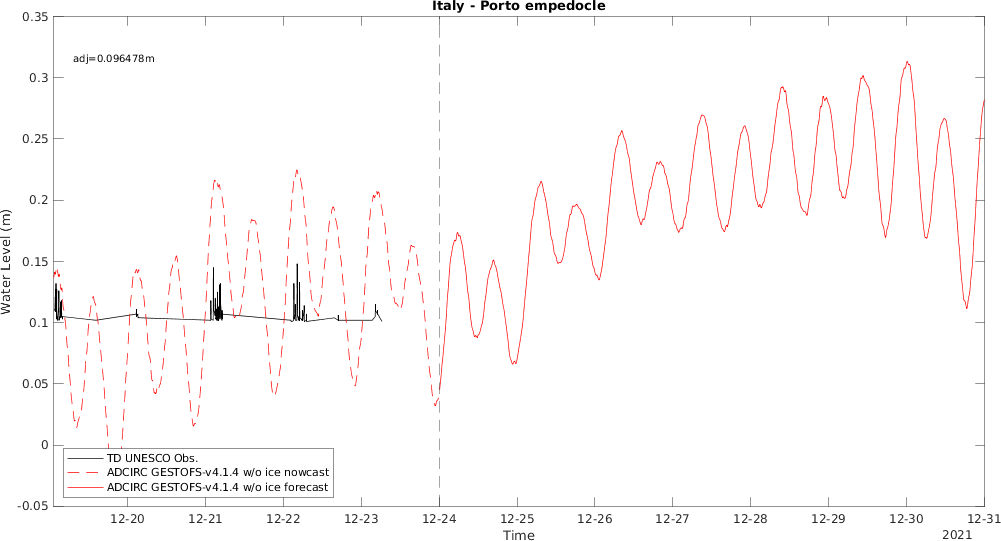 Italy - Porto empedocle
0.35
0.3
0.25
0.2
0.15
0.1
0.05
0
-0.05
Water Level (m)
adj=0.096478m
TD UNESCO Obs.
ADCIRC GESTOFS-v4.1.4 w/o ice nowcast
ADCIRC GESTOFS-v4.1.4 w/o ice forecast
12-20 12-21 12-22 12-23 12-24 12-25 12-26 12-27 12-28 12-29 12-30 12-31
Time
2021